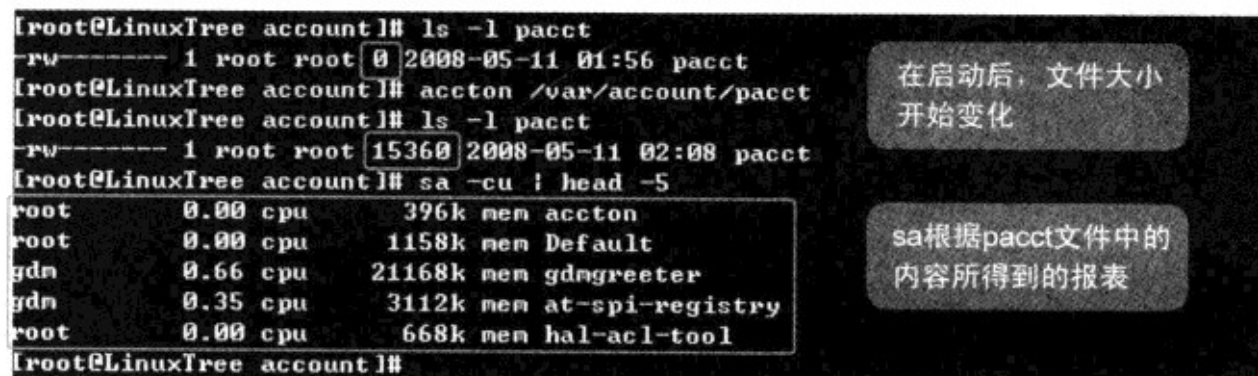 [root@LinuxTree account]# ls -l pacct
-rw------- 1 root root 0 2008-05-11 01:56 pacct
[root@LinuxTree account]# accton /var/account/pacct
[root@LinuxTree account]# ls -l pacct
-rw------- 1 root root 15360 2008-05-11 02:08 pacct
[root@LinuxTree account]# sa -cu | head -5
root 0.00 cpu 396k mem accton
root 0.00 cpu 1158k mem Default
gdm 0.66 cpu 21168k mem gdmgreeter
gdm 0.35 cpu 3112k mem at-spi-registry
root 0.00 cpu 668k mem hal-acl-tool
[root@LinuxTree account]#
在启动后，文件大小
开始变化
sa根据pacct文件中的
内容所得到的报表